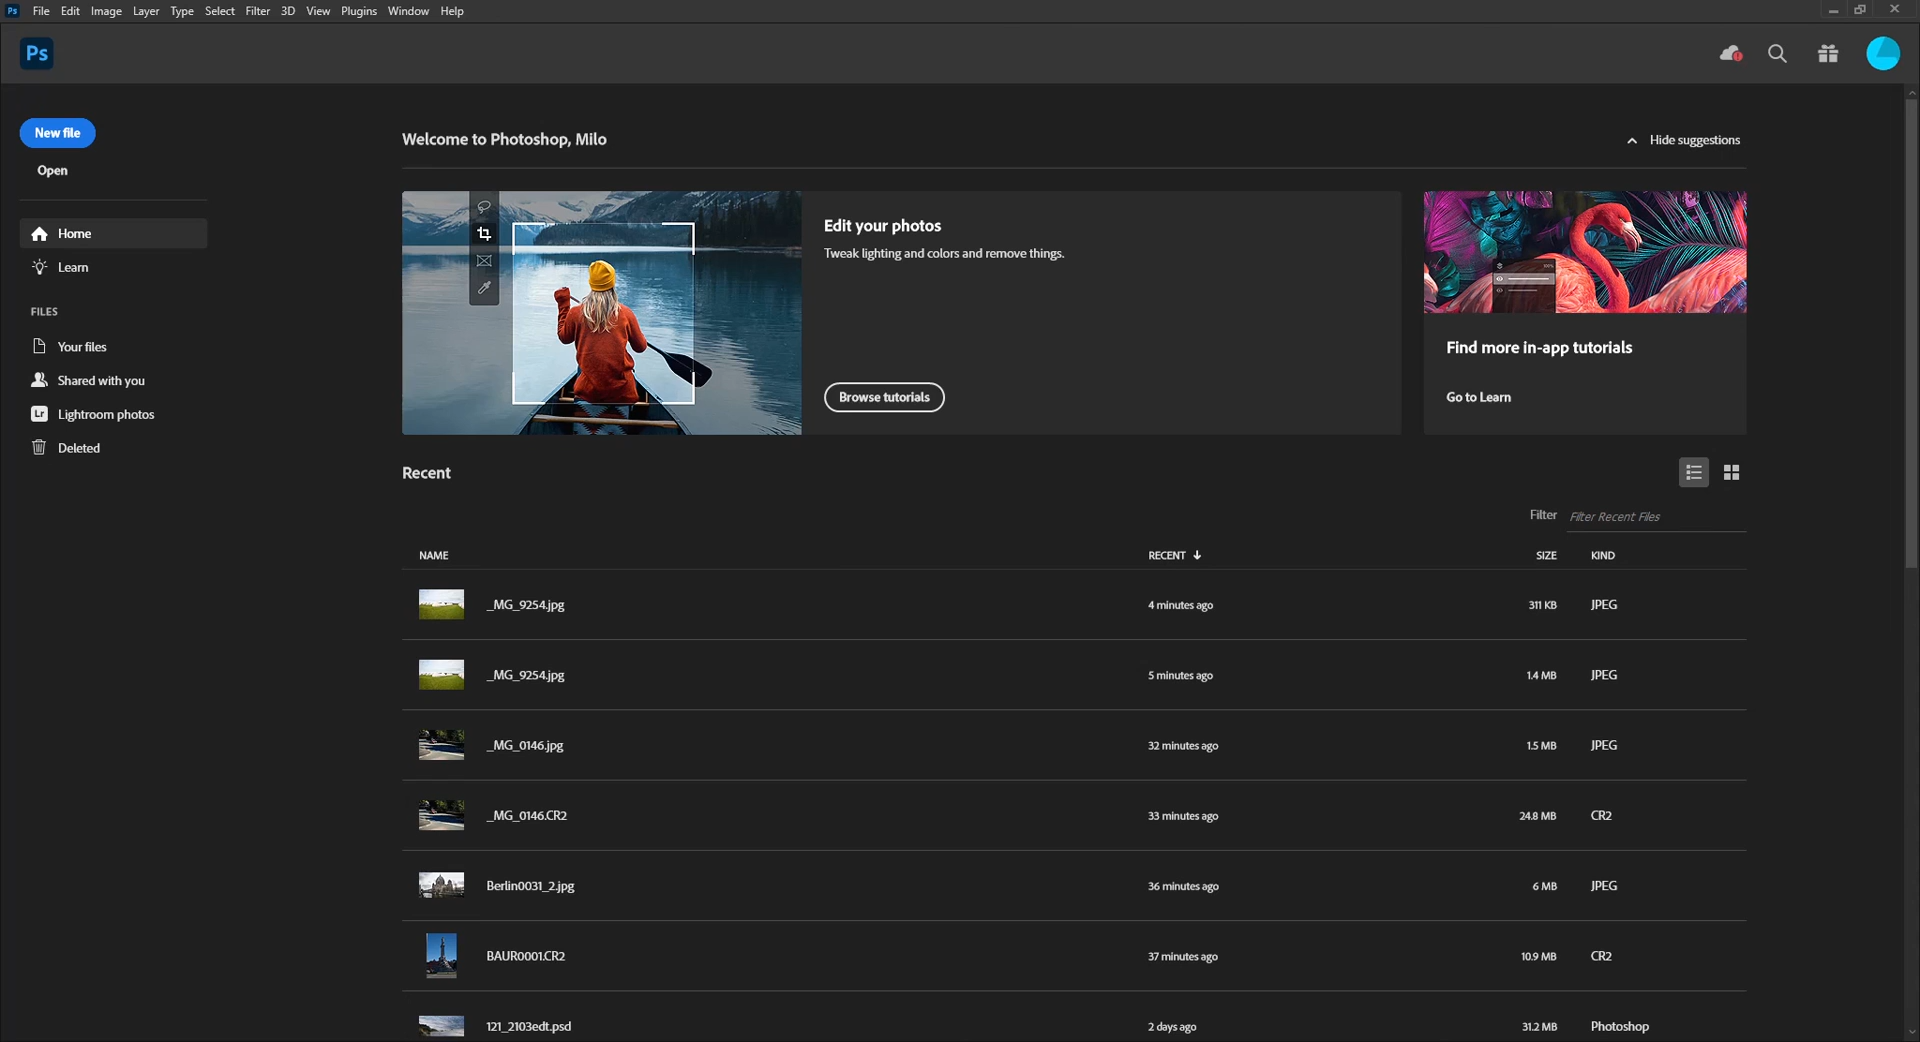 Ps File Edit Image Layer Type Select Filter 3D View Plugins Window Help
Ps
New file
Open
Home
Learn
FILES
Your files
Shared with you
Lr Lightroom photos
Deleted
Welcome to Photoshop, Milo
Hide suggestions
Edit your photos
Tweak lighting and colors and remove things.
Browse tutorials
100%
Find more in-app tutorials
Go to Learn
Recent
Filter Filter Recent Files
NAME RECENT SIZE KIND
_MG_9254.jpg 4 minutes ago 311 KB JPEG
_MG_9254.jpg 5 minutes ago 1.4 MB JPEG
_MG_0146.jpg 32 minutes ago 1.5 MB JPEG
_MG_0146.CR2 33 minutes ago 24.8 MB CR2
Berlin0031_2.jpg 36 minutes ago 6 MB JPEG
BAUR0001.CR2 37 minutes ago 10.9 MB CR2
121_2103edt.psd 2 days ago 31.2 MB Photoshop